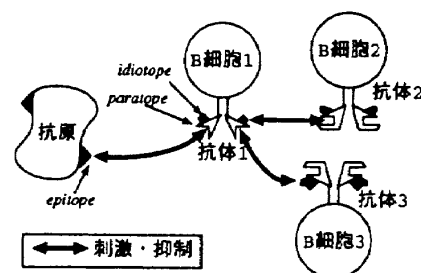 B細胞1
B細胞2
idiotope
paratope
抗体2
抗原
抗体1
epitope
抗体3
B細胞3
刺激・抑制